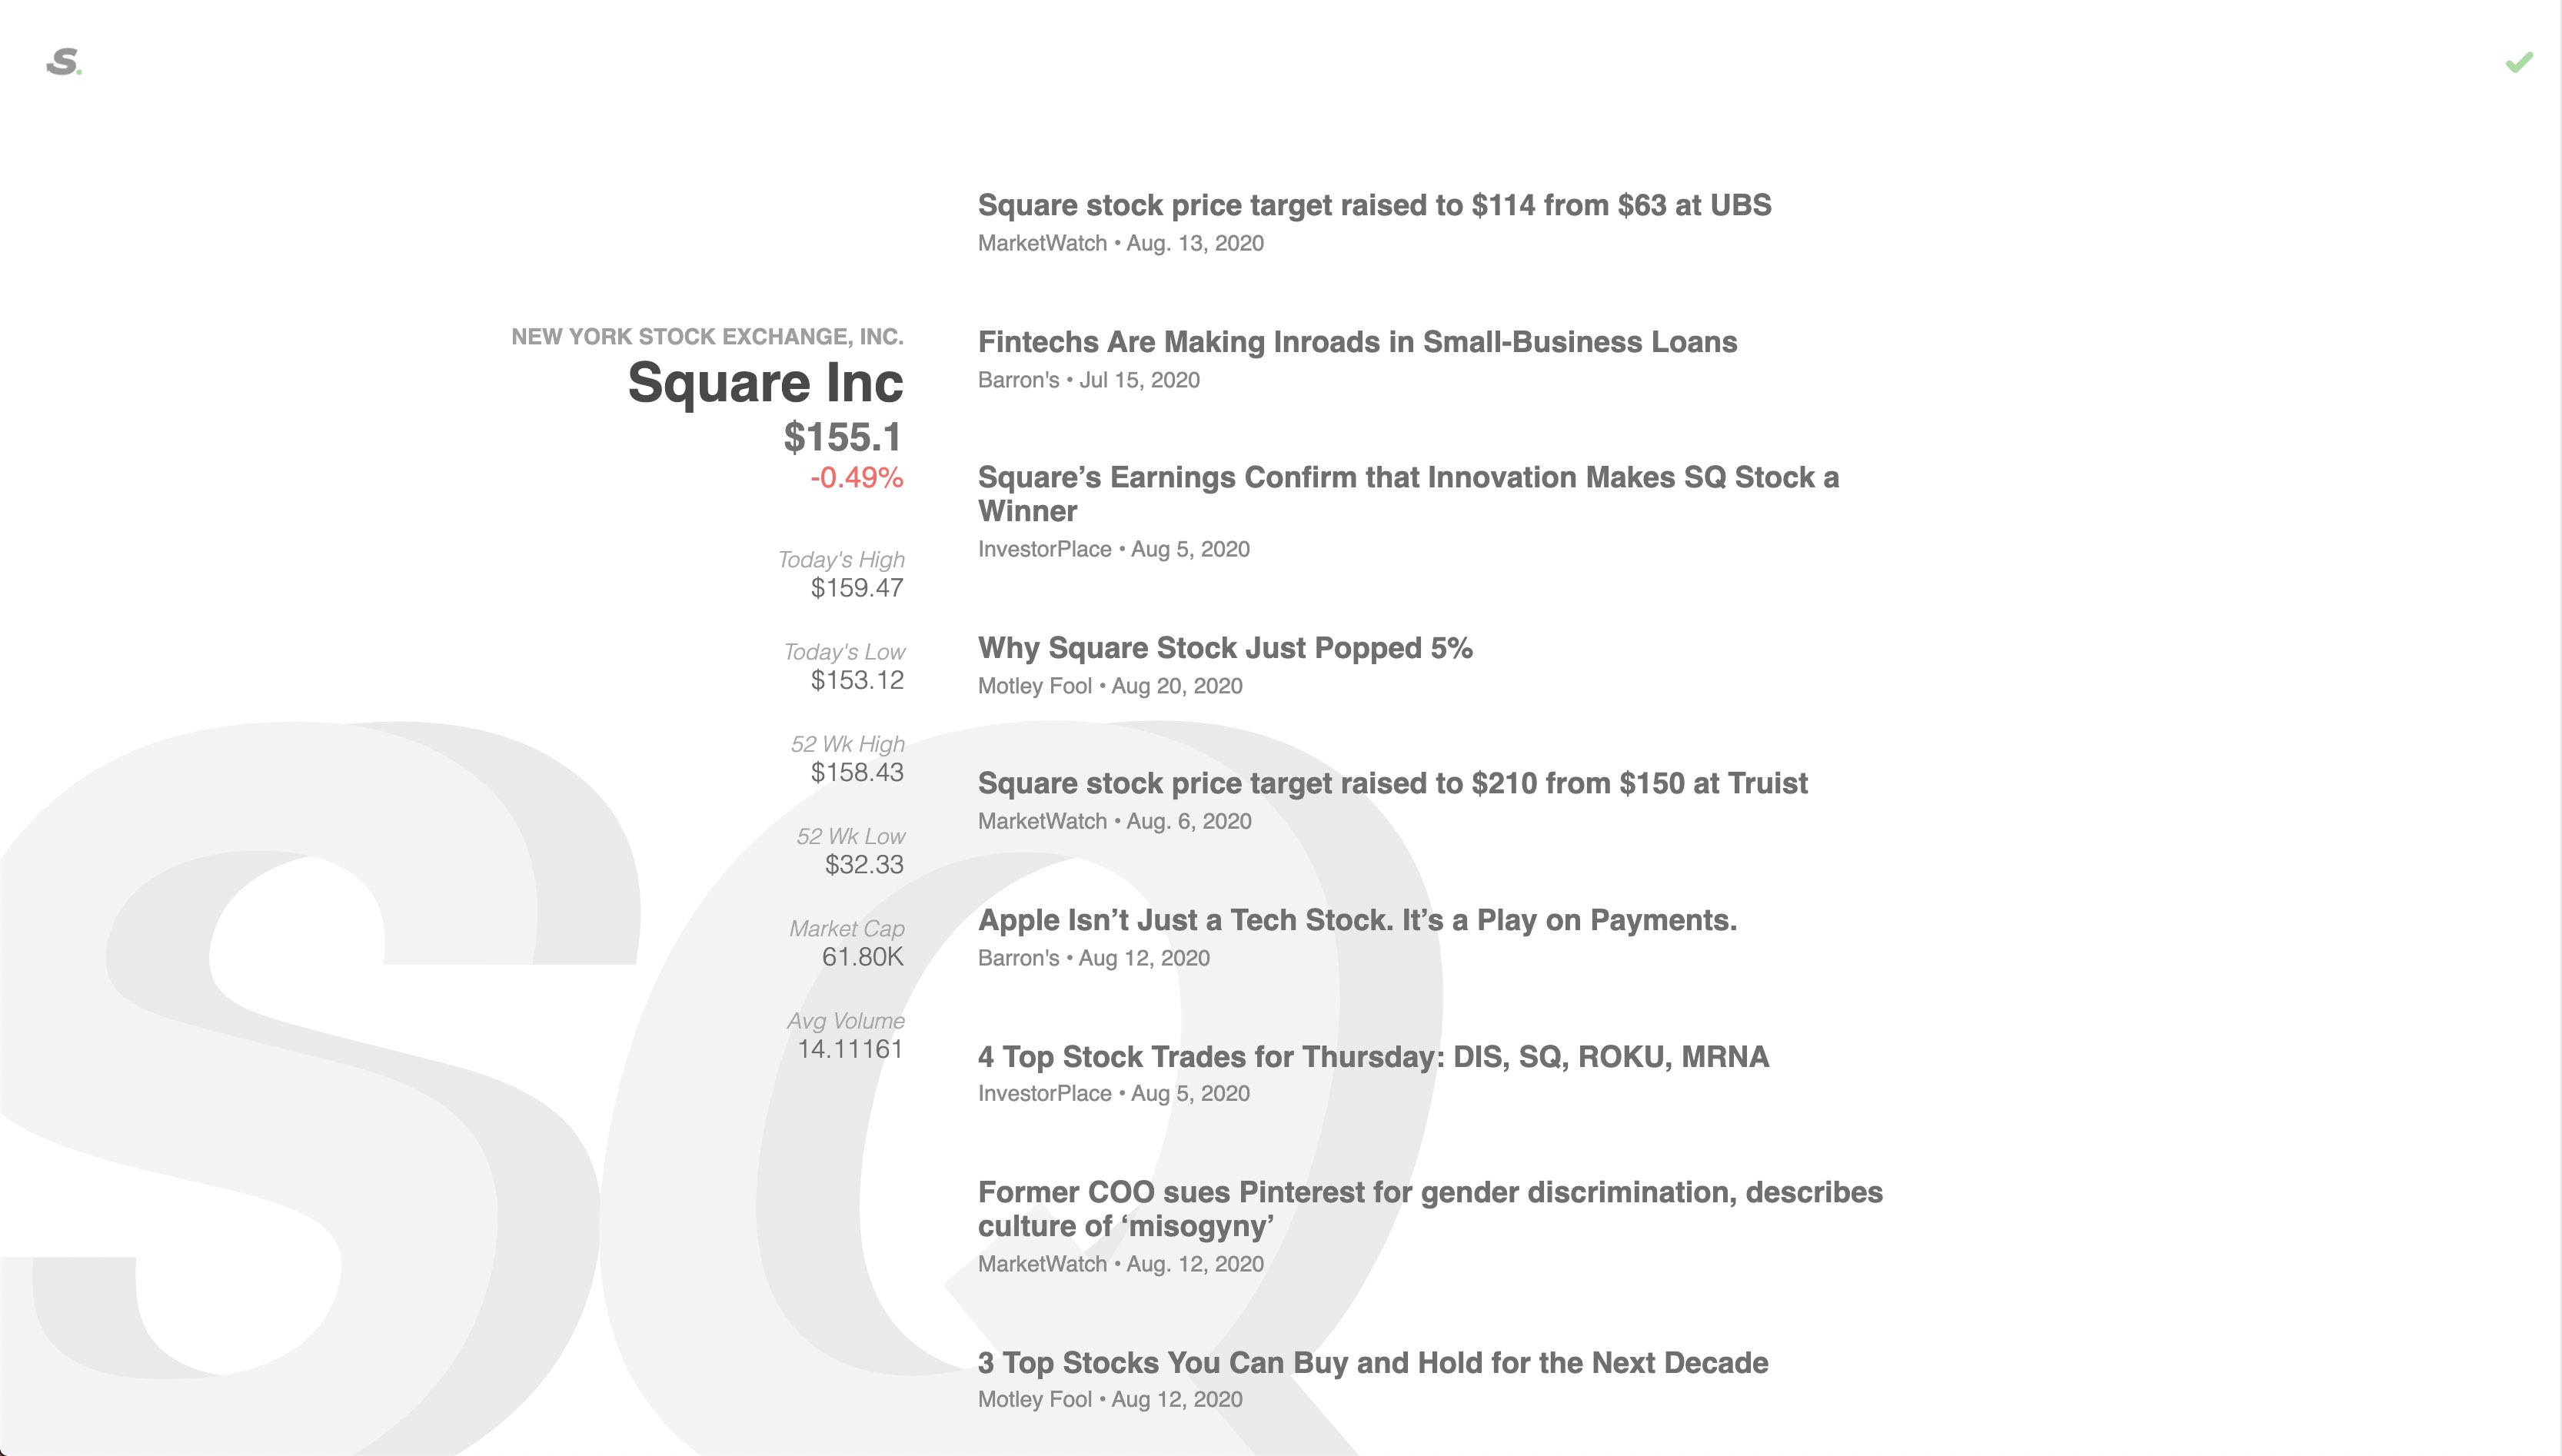 S.
NEW YORK STOCK EXCHANGE, INC.
Square Inc
$155.1
-0.49%
Today's High
$159.47
Today's Low
$153.12
52 Wk High
$158.43
52 Wk Low
$32.33
Market Cap
61.80K
Avg Volume
14.11161
Square stock price target raised to $114 from $63 at UBS
MarketWatch • Aug. 13, 2020
Fintechs Are Making Inroads in Small-Business Loans
Barron's • Jul 15, 2020
Square’s Earnings Confirm that Innovation Makes SQ Stock a
Winner
InvestorPlace • Aug 5, 2020
Why Square Stock Just Popped 5%
Motley Fool • Aug 20, 2020
Square stock price target raised to $210 from $150 at Truist
MarketWatch • Aug. 6, 2020
Apple Isn’t Just a Tech Stock. It’s a Play on Payments.
Barron's • Aug 12, 2020
4 Top Stock Trades for Thursday: DIS, SQ, ROKU, MRNA
InvestorPlace • Aug 5, 2020
Former COO sues Pinterest for gender discrimination, describes
culture of ‘misogyny’
MarketWatch • Aug. 12, 2020
3 Top Stocks You Can Buy and Hold for the Next Decade
Motley Fool • Aug 12, 2020
SQ